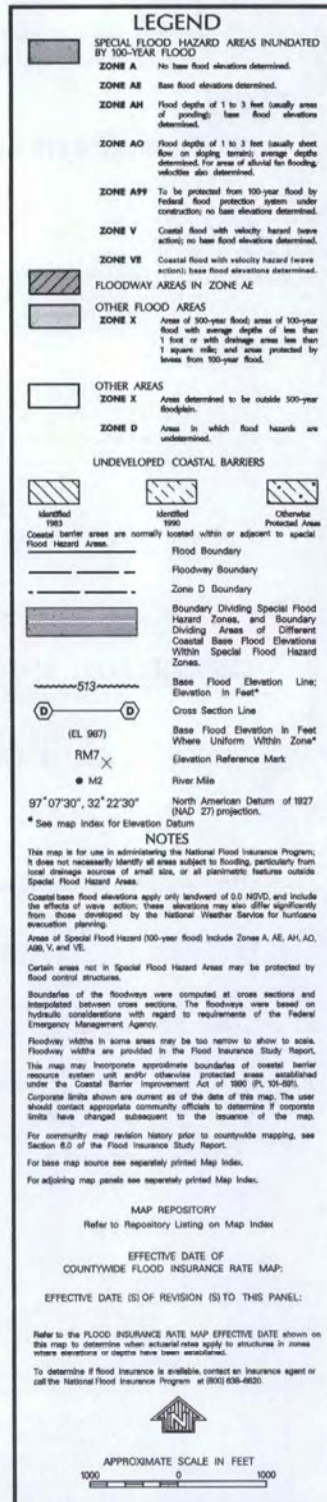 LEGEND
SPECIAL FLOOD HAZARD AREAS INUNDATED
BY 100-YEAR FLOOD
ZONE A No base flood elevations determined.
ZONE AE Base flood elevations determined.
ZONE AH Flood depths of 1 to 3 feet (usually areas
of ponding); base flood elevations
determined.
ZONE AO Flood depths of 1 to 3 feet (usually sheet
flow on sloping terrain); average depths
determined. For areas of alluvial fan flooding,
velocities also determined.
ZONE A99 To be protected from 100-year flood by
Federal flood protection system under
construction; no base elevations determined.
ZONE V Coastal flood with velocity hazard (wave
action); no base flood elevations determined.
ZONE VE Coastal flood with velocity hazard (wave
action); base flood elevations determined.
FLOODWAY AREAS IN ZONE AE
OTHER FLOOD AREAS
ZONE X Areas of 500-year flood; areas of 100-year
flood with average depths of less than
1 foot or with drainage areas less than
1 square mile; and areas protected by
levees from 100-year flood.
OTHER AREAS
ZONE X Areas determined to be outside 500-year
floodplain.
ZONE D Areas in which flood hazards are
undetermined.
UNDEVELOPED COASTAL BARRIERS
Identified 1983
Identified 1990
Otherwise Protected Areas
Coastal barrier areas are normally located within or adjacent to special
Flood Hazard Areas.
Flood Boundary
Floodway Boundary
Zone D Boundary
Boundary Dividing Special Flood
Hazard Zones, and Boundary
Dividing Areas of Different
Coastal Base Flood Elevations
Within Special Flood Hazard
Zones.
513 Base Flood Elevation Line;
Elevation in Feet*
D D Cross Section Line
(EL 987) Base Flood Elevation in Feet
Where Uniform Within Zone*
RM7 X Elevation Reference Mark
• M2 River Mile
97°07'30", 32°22'30" North American Datum of 1927
(NAD 27) projection.
* See map index for Elevation Datum
NOTES
This map is for use in administering the National Flood Insurance Program;
it does not necessarily identify all areas subject to flooding, particularly from
local drainage sources of small size, or all planimetric features outside
Special Flood Hazard Areas.
Coastal base flood elevations apply only landward of 0.0 NGVD, and include
the effects of wave action; these elevations may also differ significantly
from those developed by the National Weather Service for hurricane
evacuation planning.
Areas of Special Flood Hazard (100-year flood) include Zones A, AE, AH, AO,
A99, V, and VE.
Certain areas not in Special Flood Hazard Areas may be protected by
flood control structures.
Boundaries of the floodways were computed at cross sections and
interpolated between cross sections. The floodways were based on
hydraulic considerations with regard to requirements of the Federal
Emergency Management Agency.
Floodway widths in some areas may be too narrow to show to scale.
Floodway widths are provided in the Flood Insurance Study Report.
This map may incorporate approximate boundaries of coastal barrier
resource system unit and/or otherwise protected areas established
under the Coastal Barrier Improvement Act of 1990 (PL 101-591).
Corporate limits shown are current as of the date of this map. The user
should contact appropriate community officials to determine if corporate
limits have changed subsequent to the issuance of the map.
For community map revision history prior to countywide mapping, see
Section 6.0 of the Flood Insurance Study Report.
For base map source see seperately printed Map Index.
For adjoining map panels see seperately printed Map Index.
MAP REPOSITORY
Refer to Repository Listing on Map Index
EFFECTIVE DATE OF
COUNTYWIDE FLOOD INSURANCE RATE MAP:
EFFECTIVE DATE (S) OF REVISION (S) TO THIS PANEL:
Refer to the FLOOD INSURANCE RATE MAP EFFECTIVE DATE shown on
this map to determine when actuarial rates apply to structures in zones
where elevations or depths have been established.
To determine if flood insurance is available, contact an insurance agent or
call the National Flood Insurance Program at (800) 638-6620.
N
APPROXIMATE SCALE IN FEET
1000 0 1000